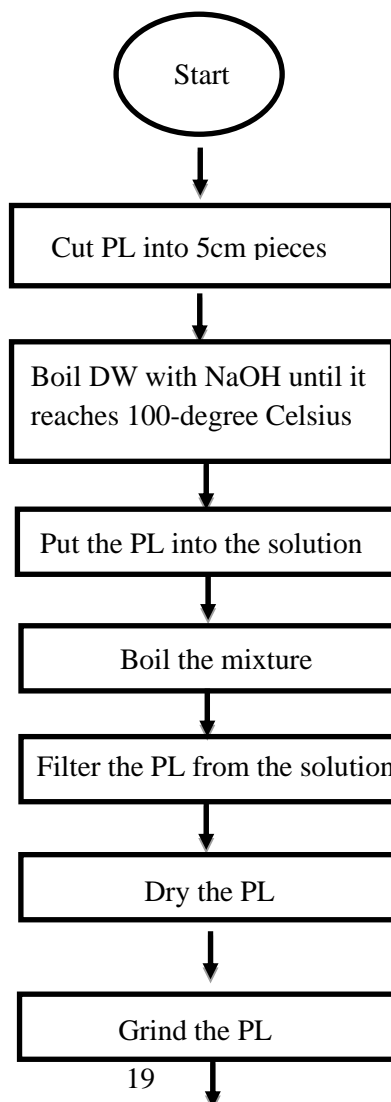 Start
Cut PL into 5cm pieces
Boil DW with NaOH until it
reaches 100-degree Celsius
Put the PL into the solution
Boil the mixture
Filter the PL from the solution
Dry the PL
Grind the PL
19